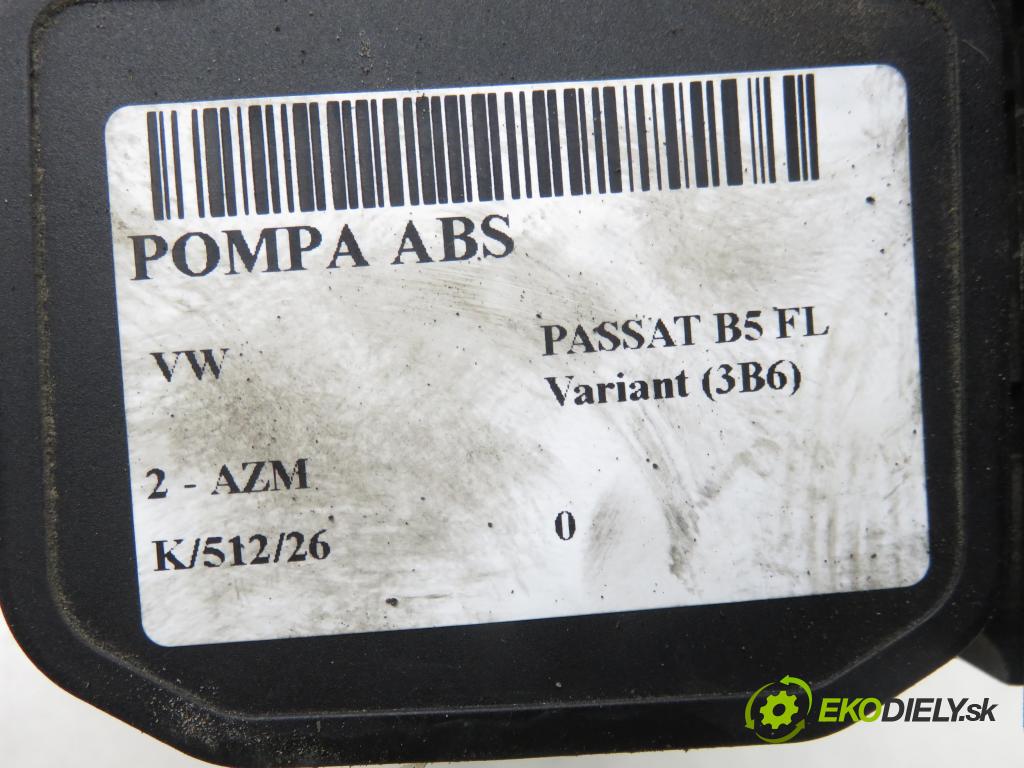 POMPA ABS
VW
PASSAT B5 FL
Variant (3B6)
2 - AZM
K/512/26
0
EKODIELY.sk